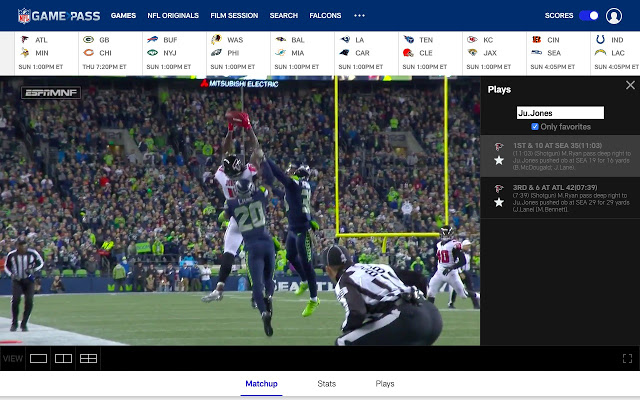 NFL GAME PASS GAMES NFL ORIGINALS FILM SESSION SEARCH FALCONS ••• SCORES
ATL GB BUF WAS BAL LA TEN KC CIN IND
MIN CHI NYJ PHI MIA CAR CLE JAX SEA LAC
SUN 1:00PM ET THU 7:20PM ET SUN 1:00PM ET SUN 1:00PM ET SUN 1:00PM ET SUN 1:00PM ET SUN 1:00PM ET SUN 1:00PM ET SUN 4:05PM ET SUN 4:05PM ET
ESPN MNF
MITSUBISHI ELECTRIC
20
Plays
Ju.Jones
Only favorites
1ST & 10 AT SEA 35(11:03)
(11:03) (Shotgun) M.Ryan pass deep right to
Ju.Jones pushed ob at SEA 19 for 16 yards
(B.McDougald; J.Lane).
3RD & 6 AT ATL 42(07:39)
(7:39) (Shotgun) M.Ryan pass deep right to
Ju.Jones pushed ob at SEA 29 for 29 yards
(J.Lane) [M.Bennett].
VIEW
Matchup Stats Plays